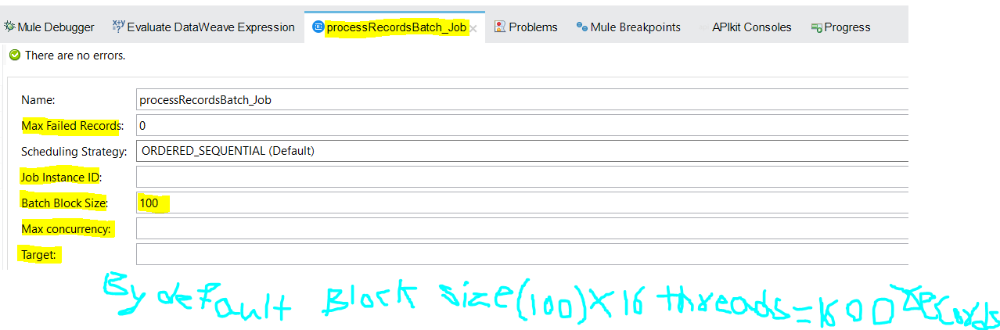 Mule Debugger Evaluate DataWeave Expression processRecordsBatch_Job Problems Mule Breakpoints APIkit Consoles Progress
There are no errors.
Name: processRecordsBatch_Job
Max Failed Records: 0
Scheduling Strategy: ORDERED_SEQUENTIAL (Default)
Job Instance ID:
Batch Block Size: 100
Max concurrency:
Target:
By default Block size(100)X16 threads=1600 records